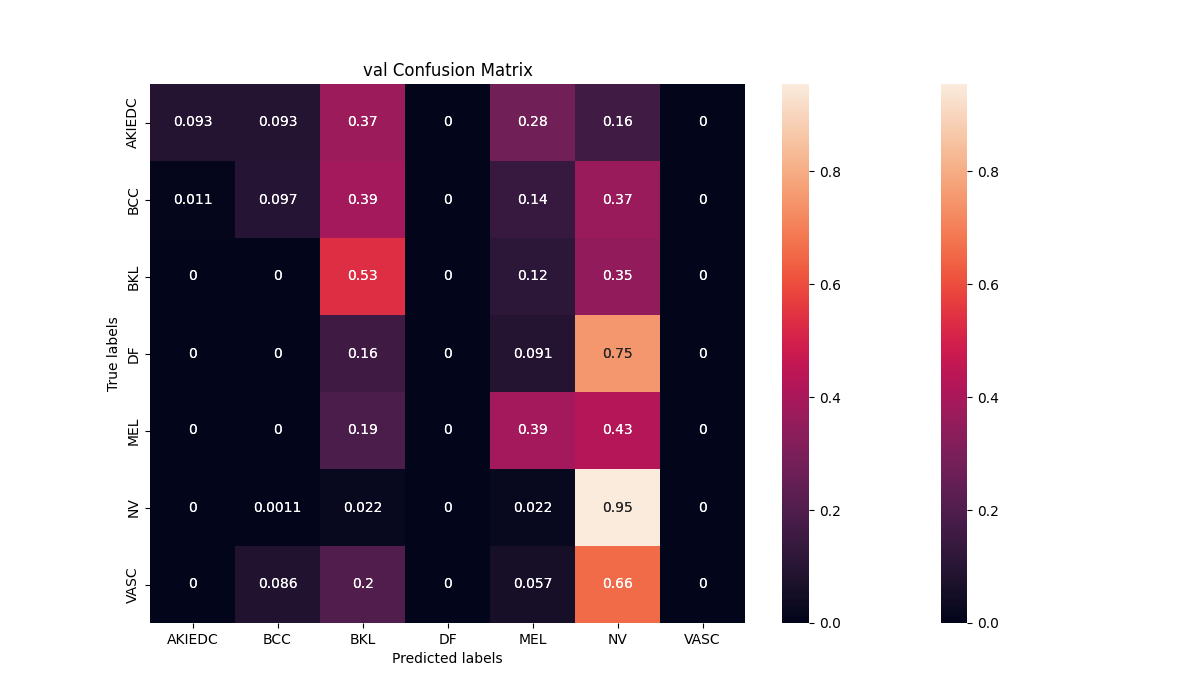 val Confusion Matrix
True labels
AKIEDC 0.093 0.093 0.37 0 0.28 0.16 0
BCC 0.011 0.097 0.39 0 0.14 0.37 0
BKL 0 0 0.53 0 0.12 0.35 0
DF 0 0 0.16 0 0.091 0.75 0
MEL 0 0 0.19 0 0.39 0.43 0
NV 0 0.0011 0.022 0 0.022 0.95 0
VASC 0 0.086 0.2 0 0.057 0.66 0
AKIEDC BCC BKL DF MEL NV VASC
Predicted labels
0.8
0.6
0.4
0.2
0.0
0.8
0.6
0.4
0.2
0.0